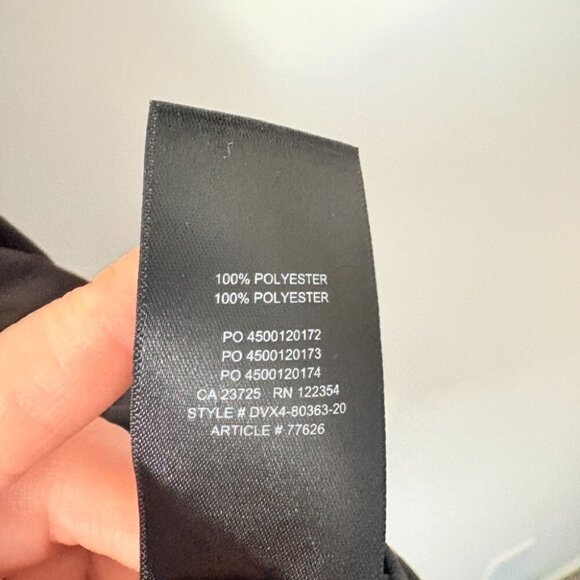 100% POLYESTER
100% POLYESTER
PO 4500120172
PO 4500120173
PO 4500120174
CA 23725 RN 122354
STYLE # DVX4-80363-20
ARTICLE # 77626